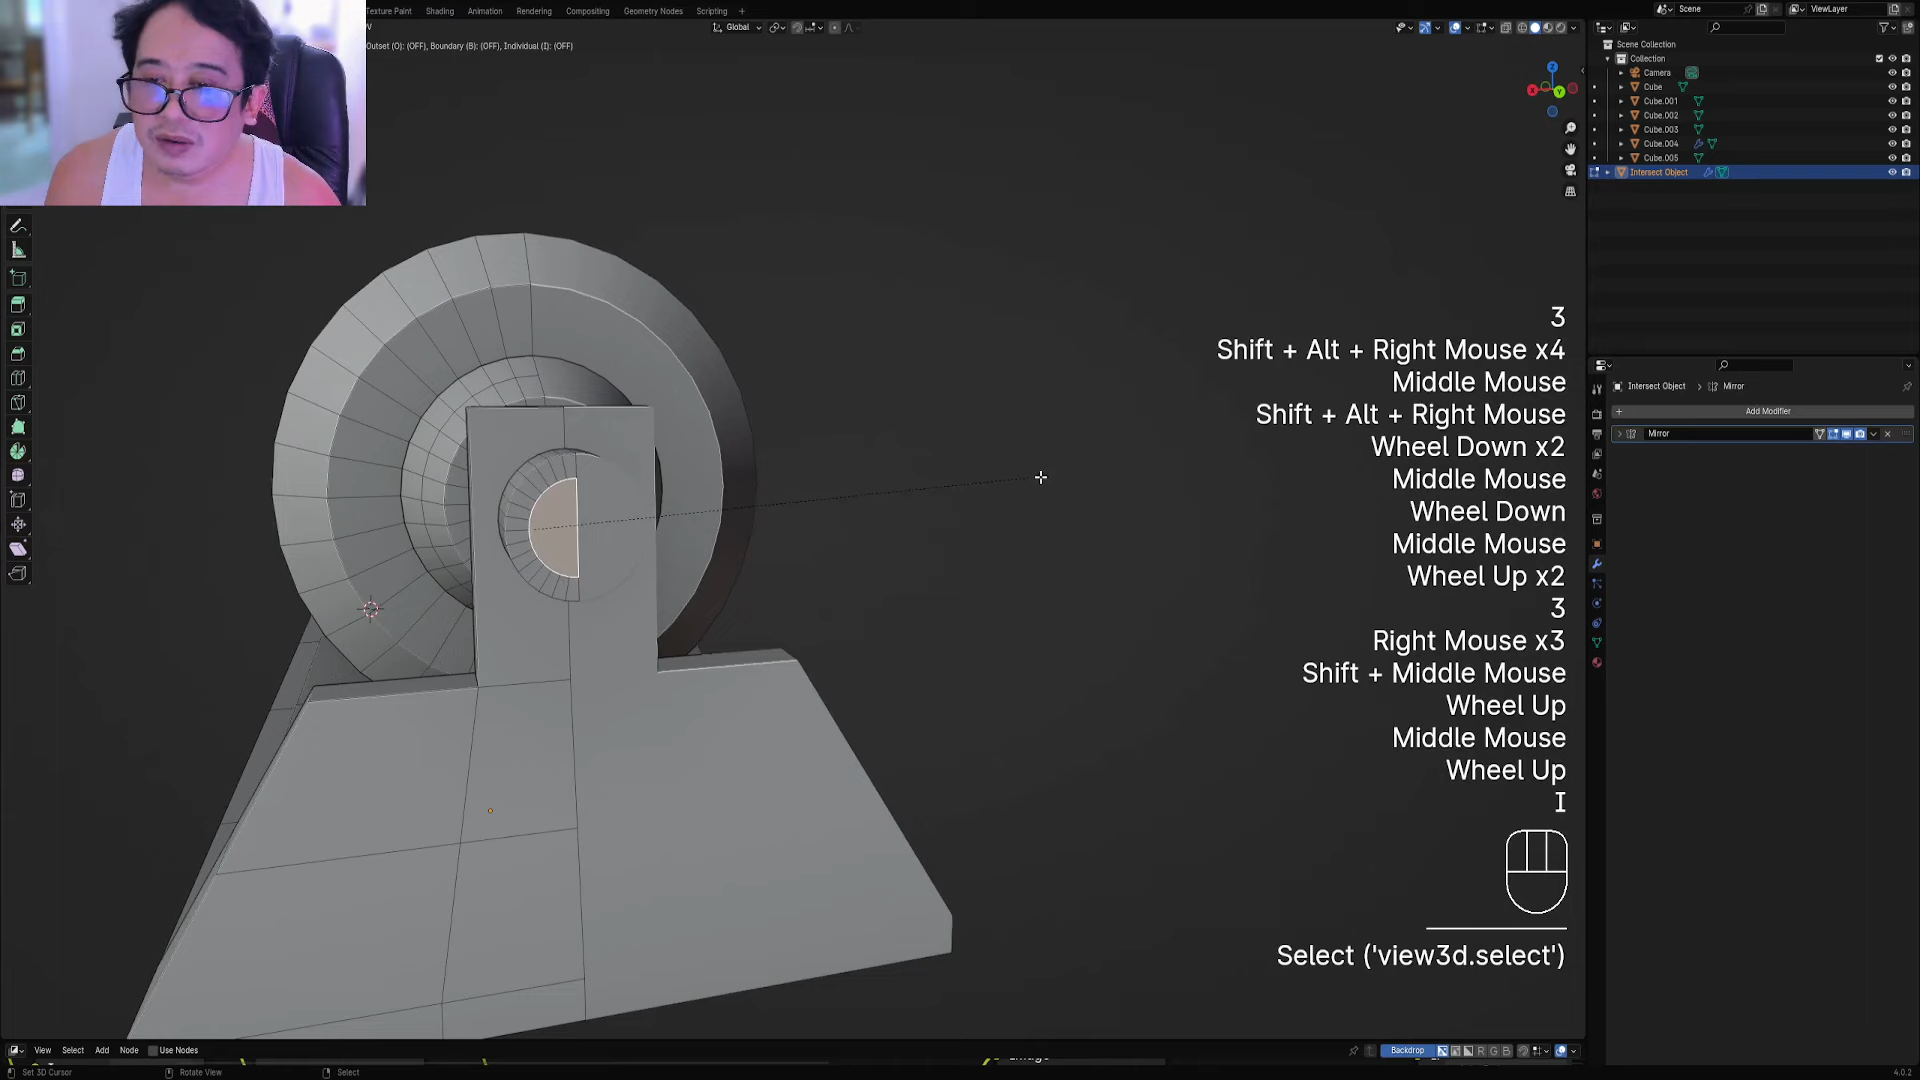 Texture Paint Shading Animation Rendering Compositing Geometry Nodes Scripting +
Scene ViewLayer
Global
Outset (O): (OFF), Boundary (B): (OFF), Individual (I): (OFF)
Scene Collection
Collection
Camera
Cube
Cube.001
Cube.002
Cube.003
Cube.004
Cube.005
Intersect Object
Z
X
Y
3
Shift + Alt + Right Mouse x4
Middle Mouse
Shift + Alt + Right Mouse
Wheel Down x2
Middle Mouse
Wheel Down
Middle Mouse
Wheel Up x2
3
Right Mouse x3
Shift + Middle Mouse
Wheel Up
Middle Mouse
Wheel Up
I
Select ('view3d.select')
Intersect Object > Mirror
+ Add Modifier
Mirror
View Select Add Node Use Nodes
Backdrop R G B
Set 3D Cursor Rotate View Select
4.0.2